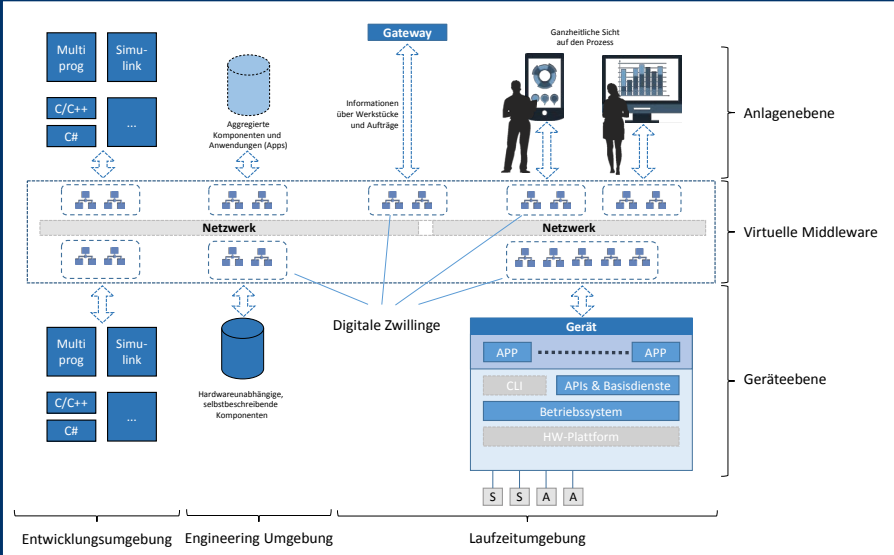 Gateway
Ganzheitliche Sicht
auf den Prozess
Multi
prog
Simu-
link
C/C++
C#
...
Aggregierte
Komponenten und
Anwendungen (Apps)
Informationen
über Werkstücke
und Aufträge
Anlagenebene
Netzwerk
Netzwerk
Virtuelle Middleware
Digitale Zwillinge
Multi
prog
Simu-
link
C/C++
C#
...
Hardwareunabhängige,
selbstbeschreibende
Komponenten
Gerät
APP
APP
CLI
APIs & Basisdienste
Betriebssystem
HW-Plattform
S
S
A
A
Geräteebene
Entwicklungsumgebung
Engineering Umgebung
Laufzeitumgebung